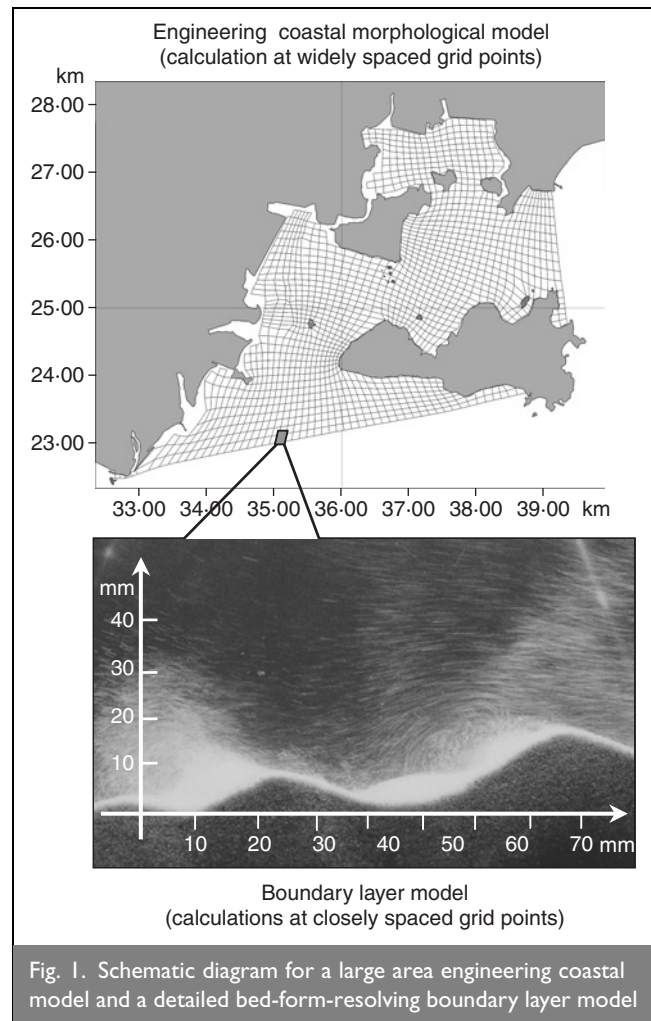 Engineering coastal morphological model
(calculation at widely spaced grid points)
km
28·00
27·00
26·00
25·00
24·00
23·00
33·00 34·00 35·00 36·00 37·00 38·00 39·00 km
mm
40
30
20
10
10 20 30 40 50 60 70 mm
Boundary layer model
(calculations at closely spaced grid points)
Fig. 1. Schematic diagram for a large area engineering coastal
model and a detailed bed-form-resolving boundary layer model